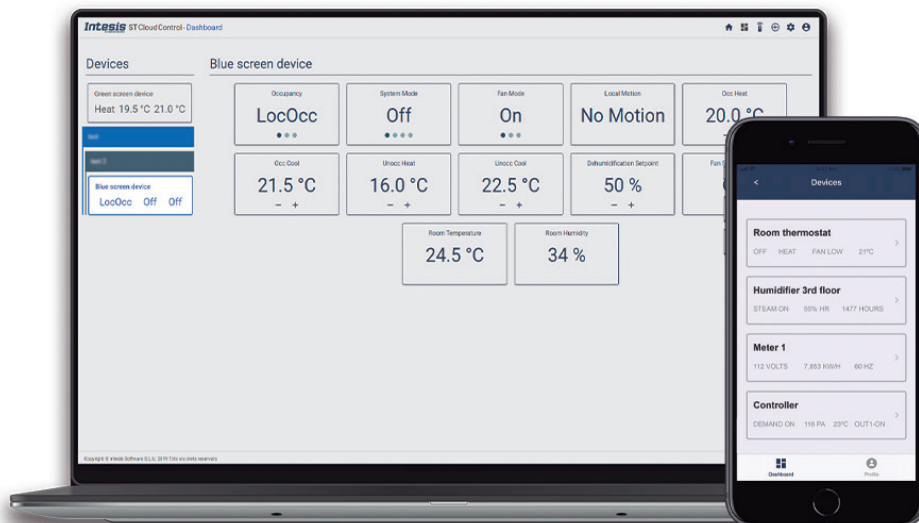 Intesis ST Cloud Control - Dashboard
Devices
Green screen device
Heat 19.5 °C 21.0 °C
test
test 2
Blue screen device
LocOcc Off Off
Blue screen device
Occupancy
LocOcc
System Mode
Off
Fan Mode
On
Local Motion
No Motion
Occ Heat
20.0 °C
Occ Cool
21.5 °C
- +
Unocc Heat
16.0 °C
- +
Unocc Cool
22.5 °C
- +
Dehumidification Setpoint
50 %
- +
Room Temperature
24.5 °C
Room Humidity
34 %
< Devices
Room thermostat
OFF HEAT FAN LOW 21ºC
Humidifier 3rd floor
STEAM ON 55% HR 1477 HOURS
Meter 1
112 VOLTS 7,853 KW/H 60 HZ
Controller
DEMAND ON 116 PA 23ºC OUT1-ON
Dashboard
Profile